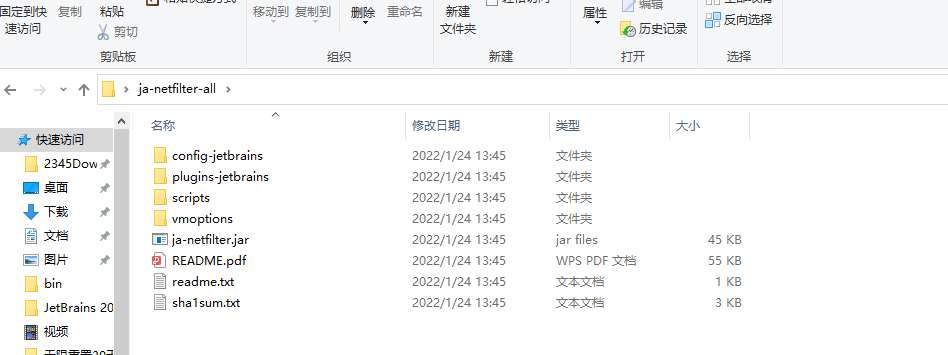 固定到快 复制 粘贴 移动到 复制到 删除 重命名 新建 属性 编辑
速访问 剪切 文件夹 历史记录 反向选择
剪贴板 组织 新建 打开 选择
ja-netfilter-all
快速访问 名称 修改日期 类型 大小
2345Dow config-jetbrains 2022/1/24 13:45 文件夹
桌面 plugins-jetbrains 2022/1/24 13:45 文件夹
下载 scripts 2022/1/24 13:45 文件夹
文档 vmoptions 2022/1/24 13:45 文件夹
图片 ja-netfilter.jar 2022/1/24 13:45 jar files 45 KB
bin README.pdf 2022/1/24 13:45 WPS PDF 文档 55 KB
JetBrains 20 readme.txt 2022/1/24 13:45 文本文档 1 KB
视频 sha1sum.txt 2022/1/24 13:45 文本文档 3 KB